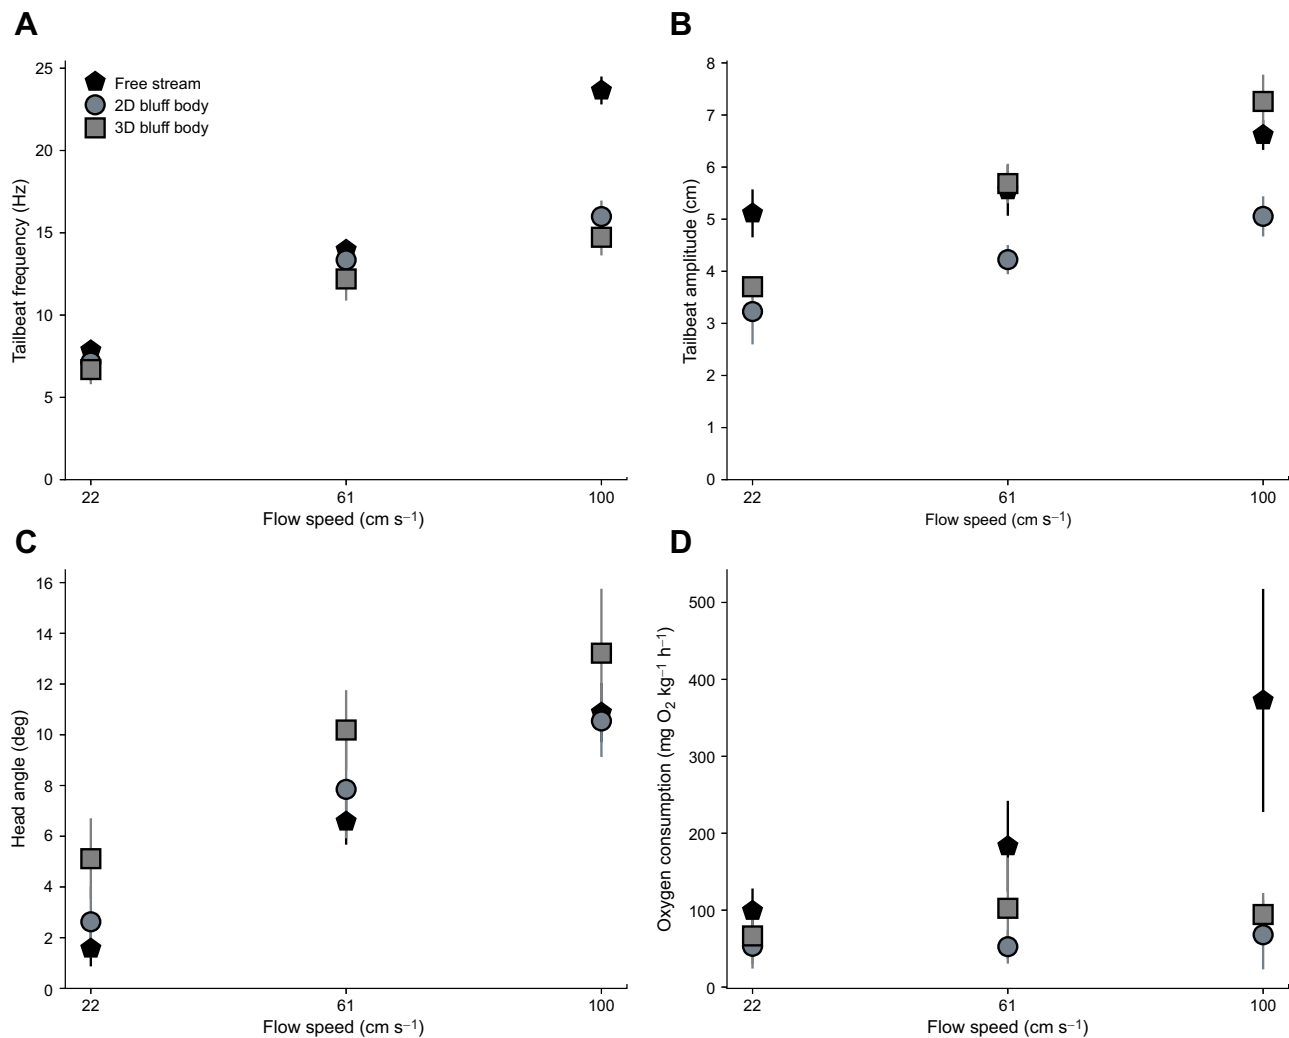 A
Tailbeat frequency (Hz)
25
20
15
10
5
0
Free stream
2D bluff body
3D bluff body
22
61
100
Flow speed (cm s⁻¹)
B
Tailbeat amplitude (cm)
8
7
6
5
4
3
2
1
0
22
61
100
Flow speed (cm s⁻¹)
C
Head angle (deg)
16
14
12
10
8
6
4
2
0
22
61
100
Flow speed (cm s⁻¹)
D
Oxygen consumption (mg O₂ kg⁻¹ h⁻¹)
500
400
300
200
100
0
22
61
100
Flow speed (cm s⁻¹)